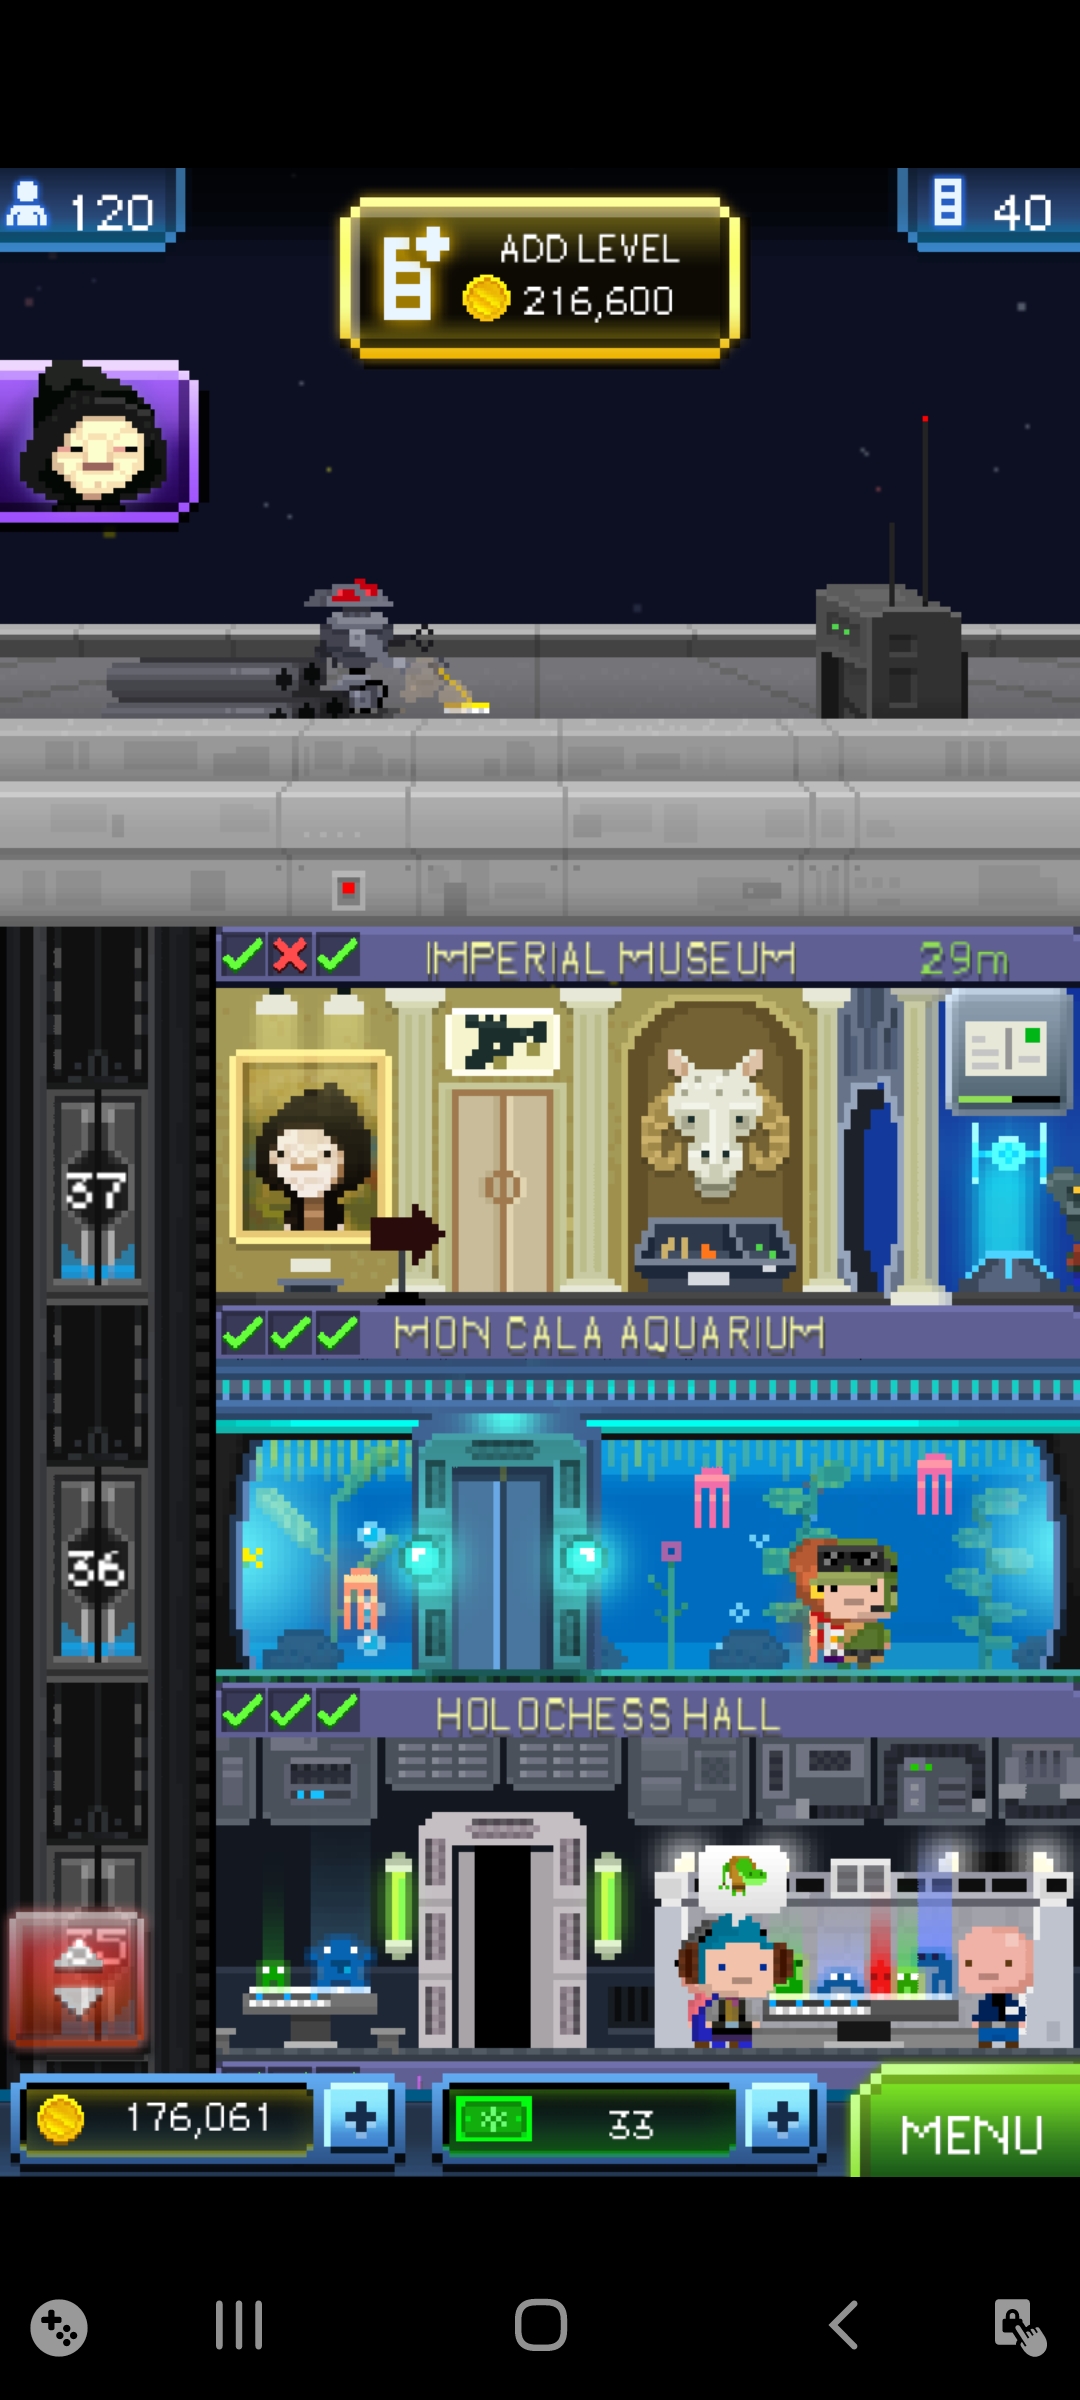 120
ADD LEVEL
216,600
40
IMPERIAL MUSEUM
29m
37
MON CALA AQUARIUM
36
HOLOCHESS HALL
35
176,061
33
MENU